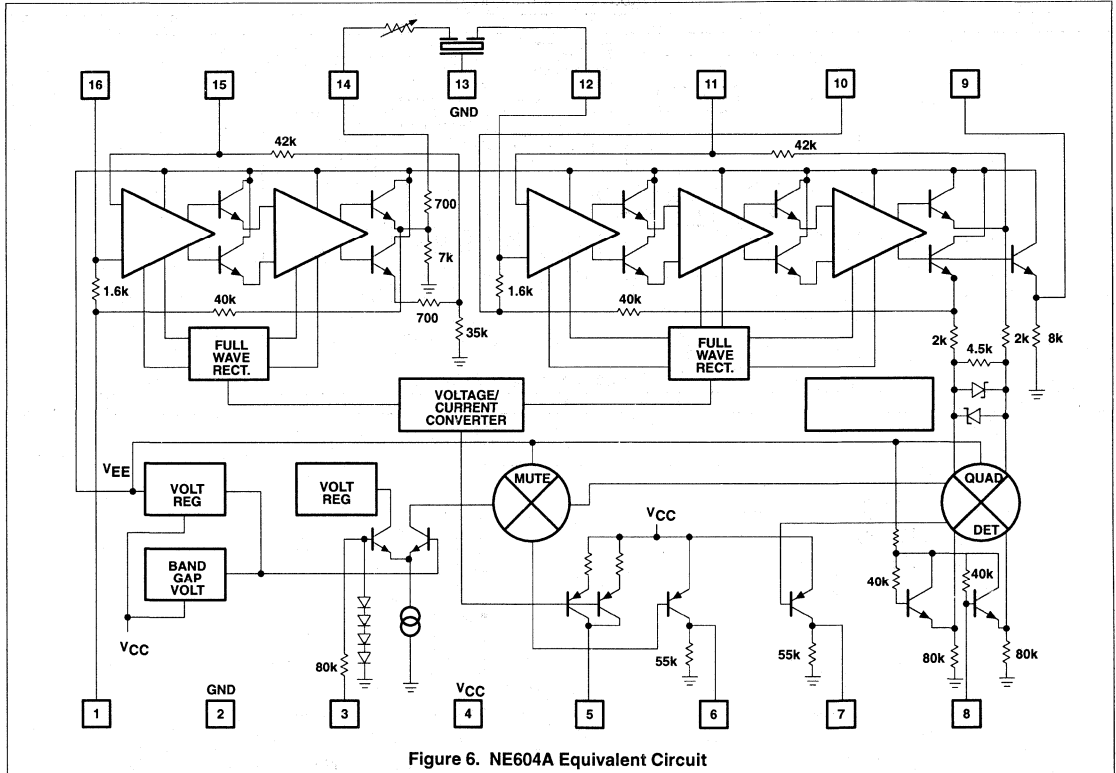 16
15
14
13
12
11
10
9
GND
42k
42k
700
7k
1.6k
40k
700
35k
1.6k
40k
2k
2k
8k
4.5k
FULL
WAVE
RECT.
FULL
WAVE
RECT.
VOLTAGE/
CURRENT
CONVERTER
VEE
VOLT
REG
VOLT
REG
MUTE
QUAD
DET
VCC
BAND
GAP
VOLT
VCC
40k
40k
80k
55k
55k
80k
80k
GND
VCC
1
2
3
4
5
6
7
8
Figure 6. NE604A Equivalent Circuit